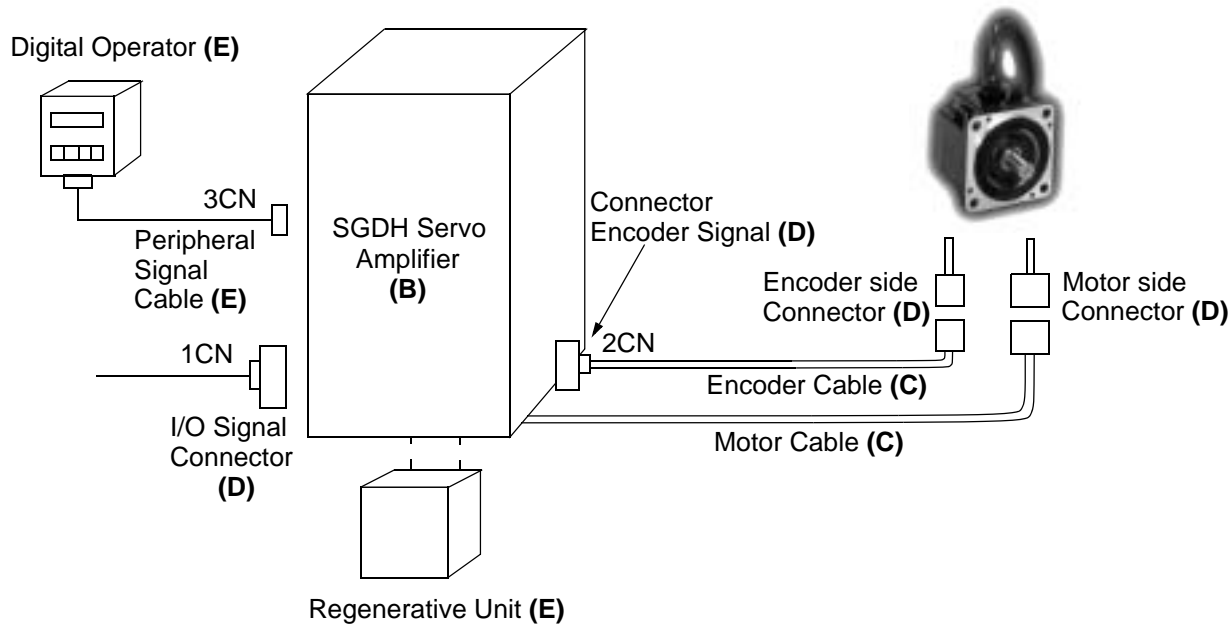 Digital Operator (E)
3CN
Peripheral
Signal
Cable (E)
1CN
I/O Signal
Connector
(D)
SGDH Servo
Amplifier
(B)
Regenerative Unit (E)
Connector
Encoder Signal (D)
2CN
Encoder side
Connector (D)
Motor side
Connector (D)
Encoder Cable (C)
Motor Cable (C)